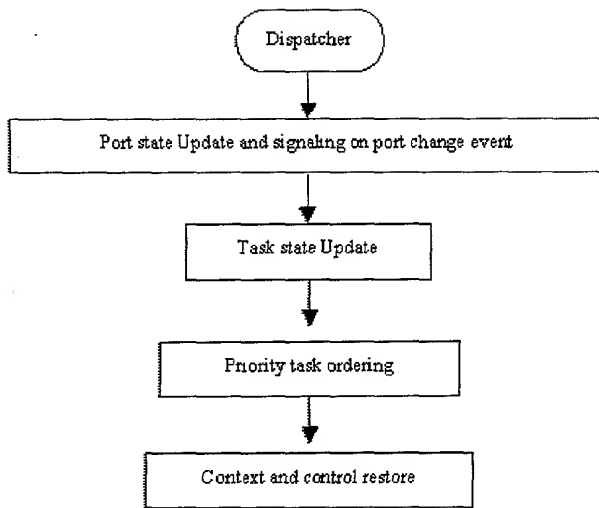 Dispatcher
Port state Update and signaling on port change event
Task state Update
Priority task ordering
Context and control restore